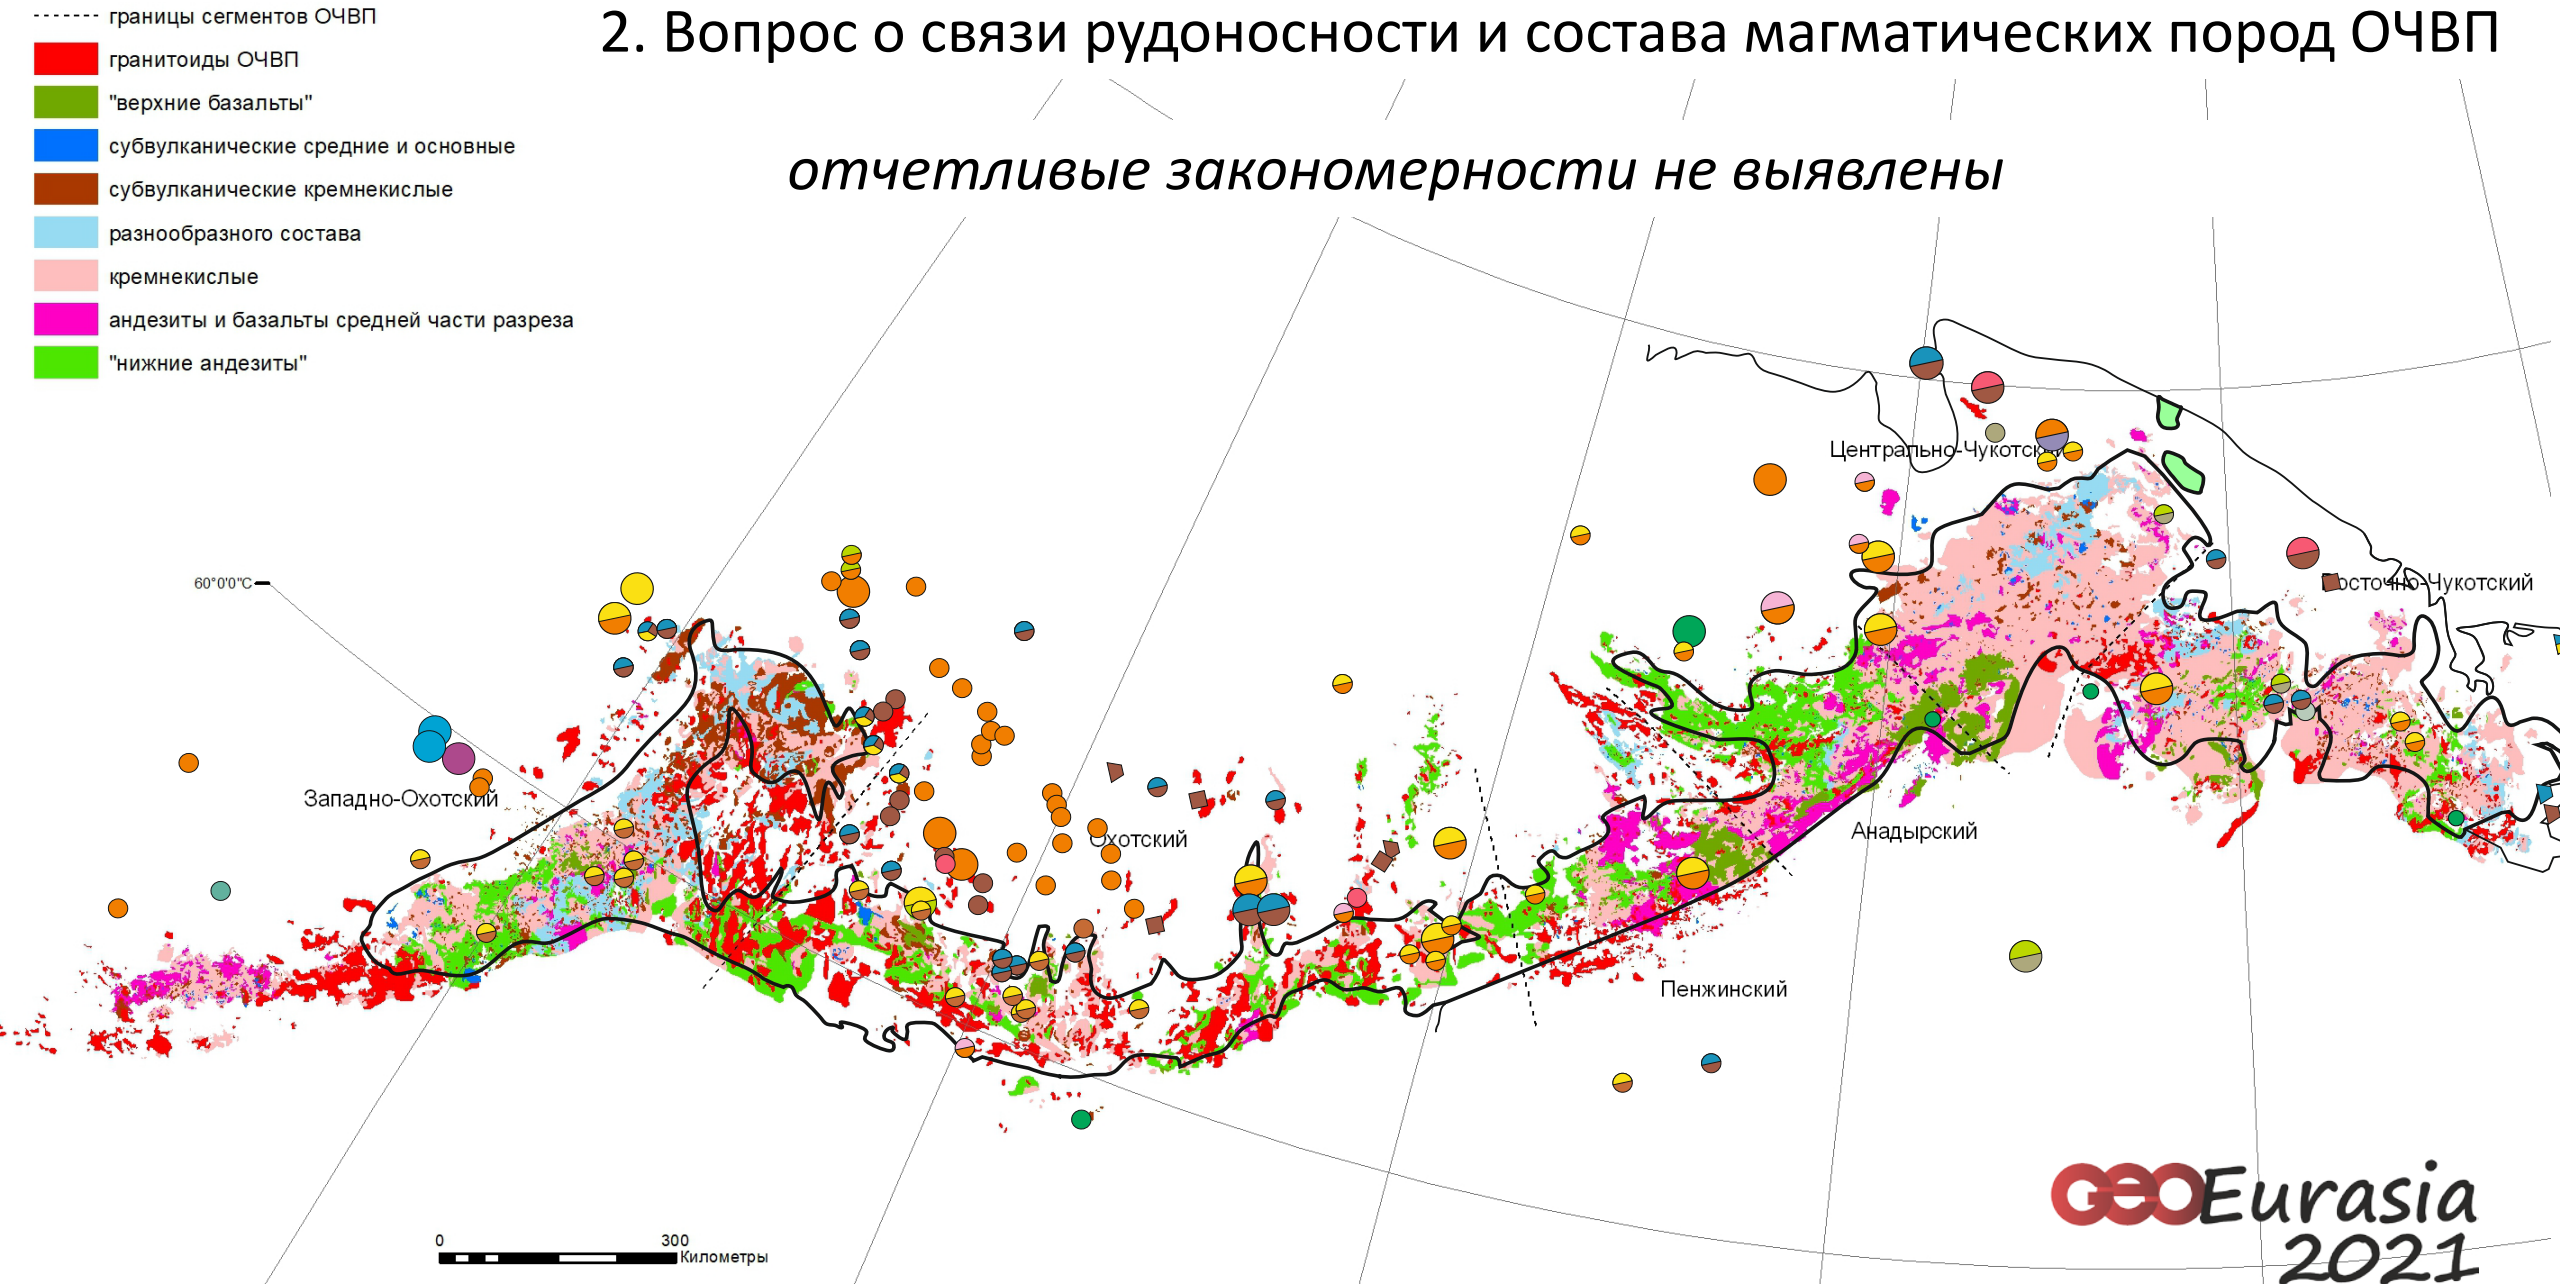 границы сегментов ОЧВП
гранитоиды ОЧВП
"верхние базальты"
субвулканические средние и основные
субвулканические кремнекислые
разнообразного состава
кремнекислые
андезиты и базальты средней части разреза
"нижние андезиты"
2. Вопрос о связи рудоносности и состава магматических пород ОЧВП
отчетливые закономерности не выявлены
Центрально-Чукотский
60°0'0"С
Восточно-Чукотский
Западно-Охотский
Охотский
Анадырский
Пенжинский
0 300
Километры
GEOEurasia
2021